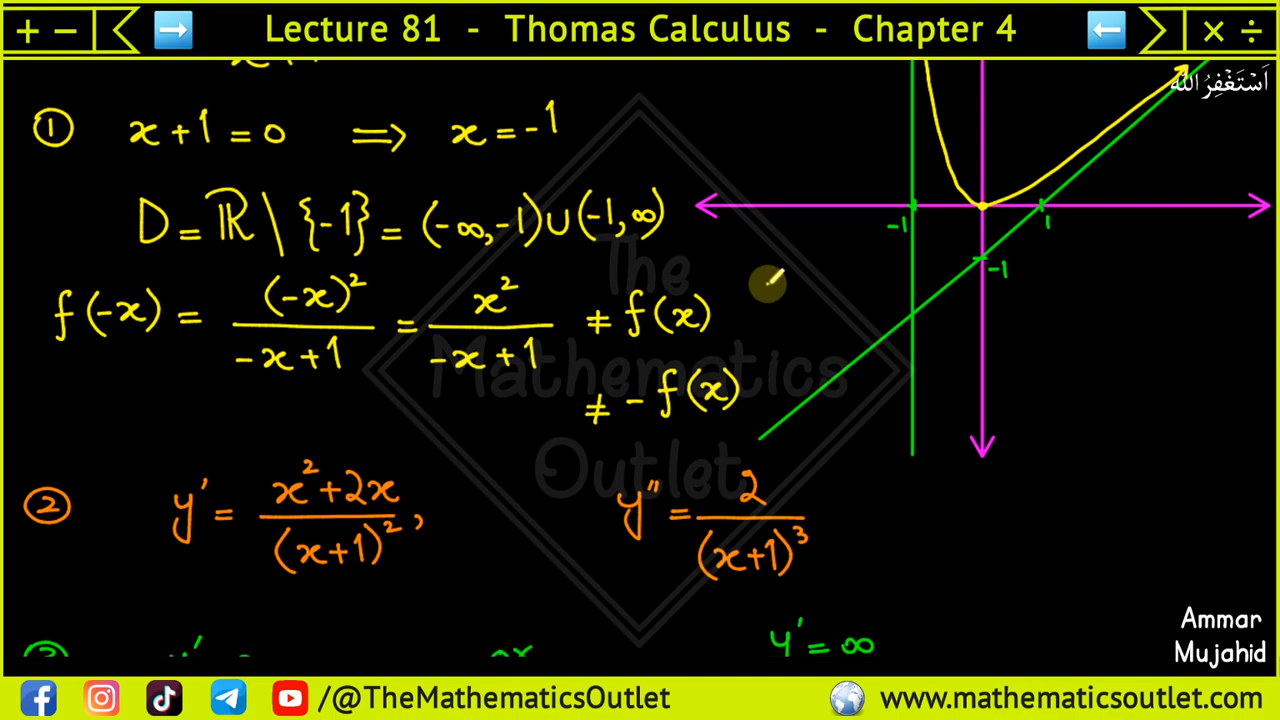 + − Lecture 81 - Thomas Calculus - Chapter 4 × ÷
اَسْتَغْفِرُ اللّٰهَ
① x + 1 = 0 ⟹ x = -1
D = ℝ \ {-1} = (-∞, -1) ∪ (-1, ∞)
-1 1
-1
f(-x) = (-x)² / (-x+1) = x² / (-x+1) ≠ f(x)
≠ - f(x)
② y' = (x²+2x) / (x+1)² , y'' = 2 / (x+1)³
The
Mathematics
Outlet
y' = ∞
Ammar
Mujahid
/@TheMathematicsOutlet www.mathematicsoutlet.com